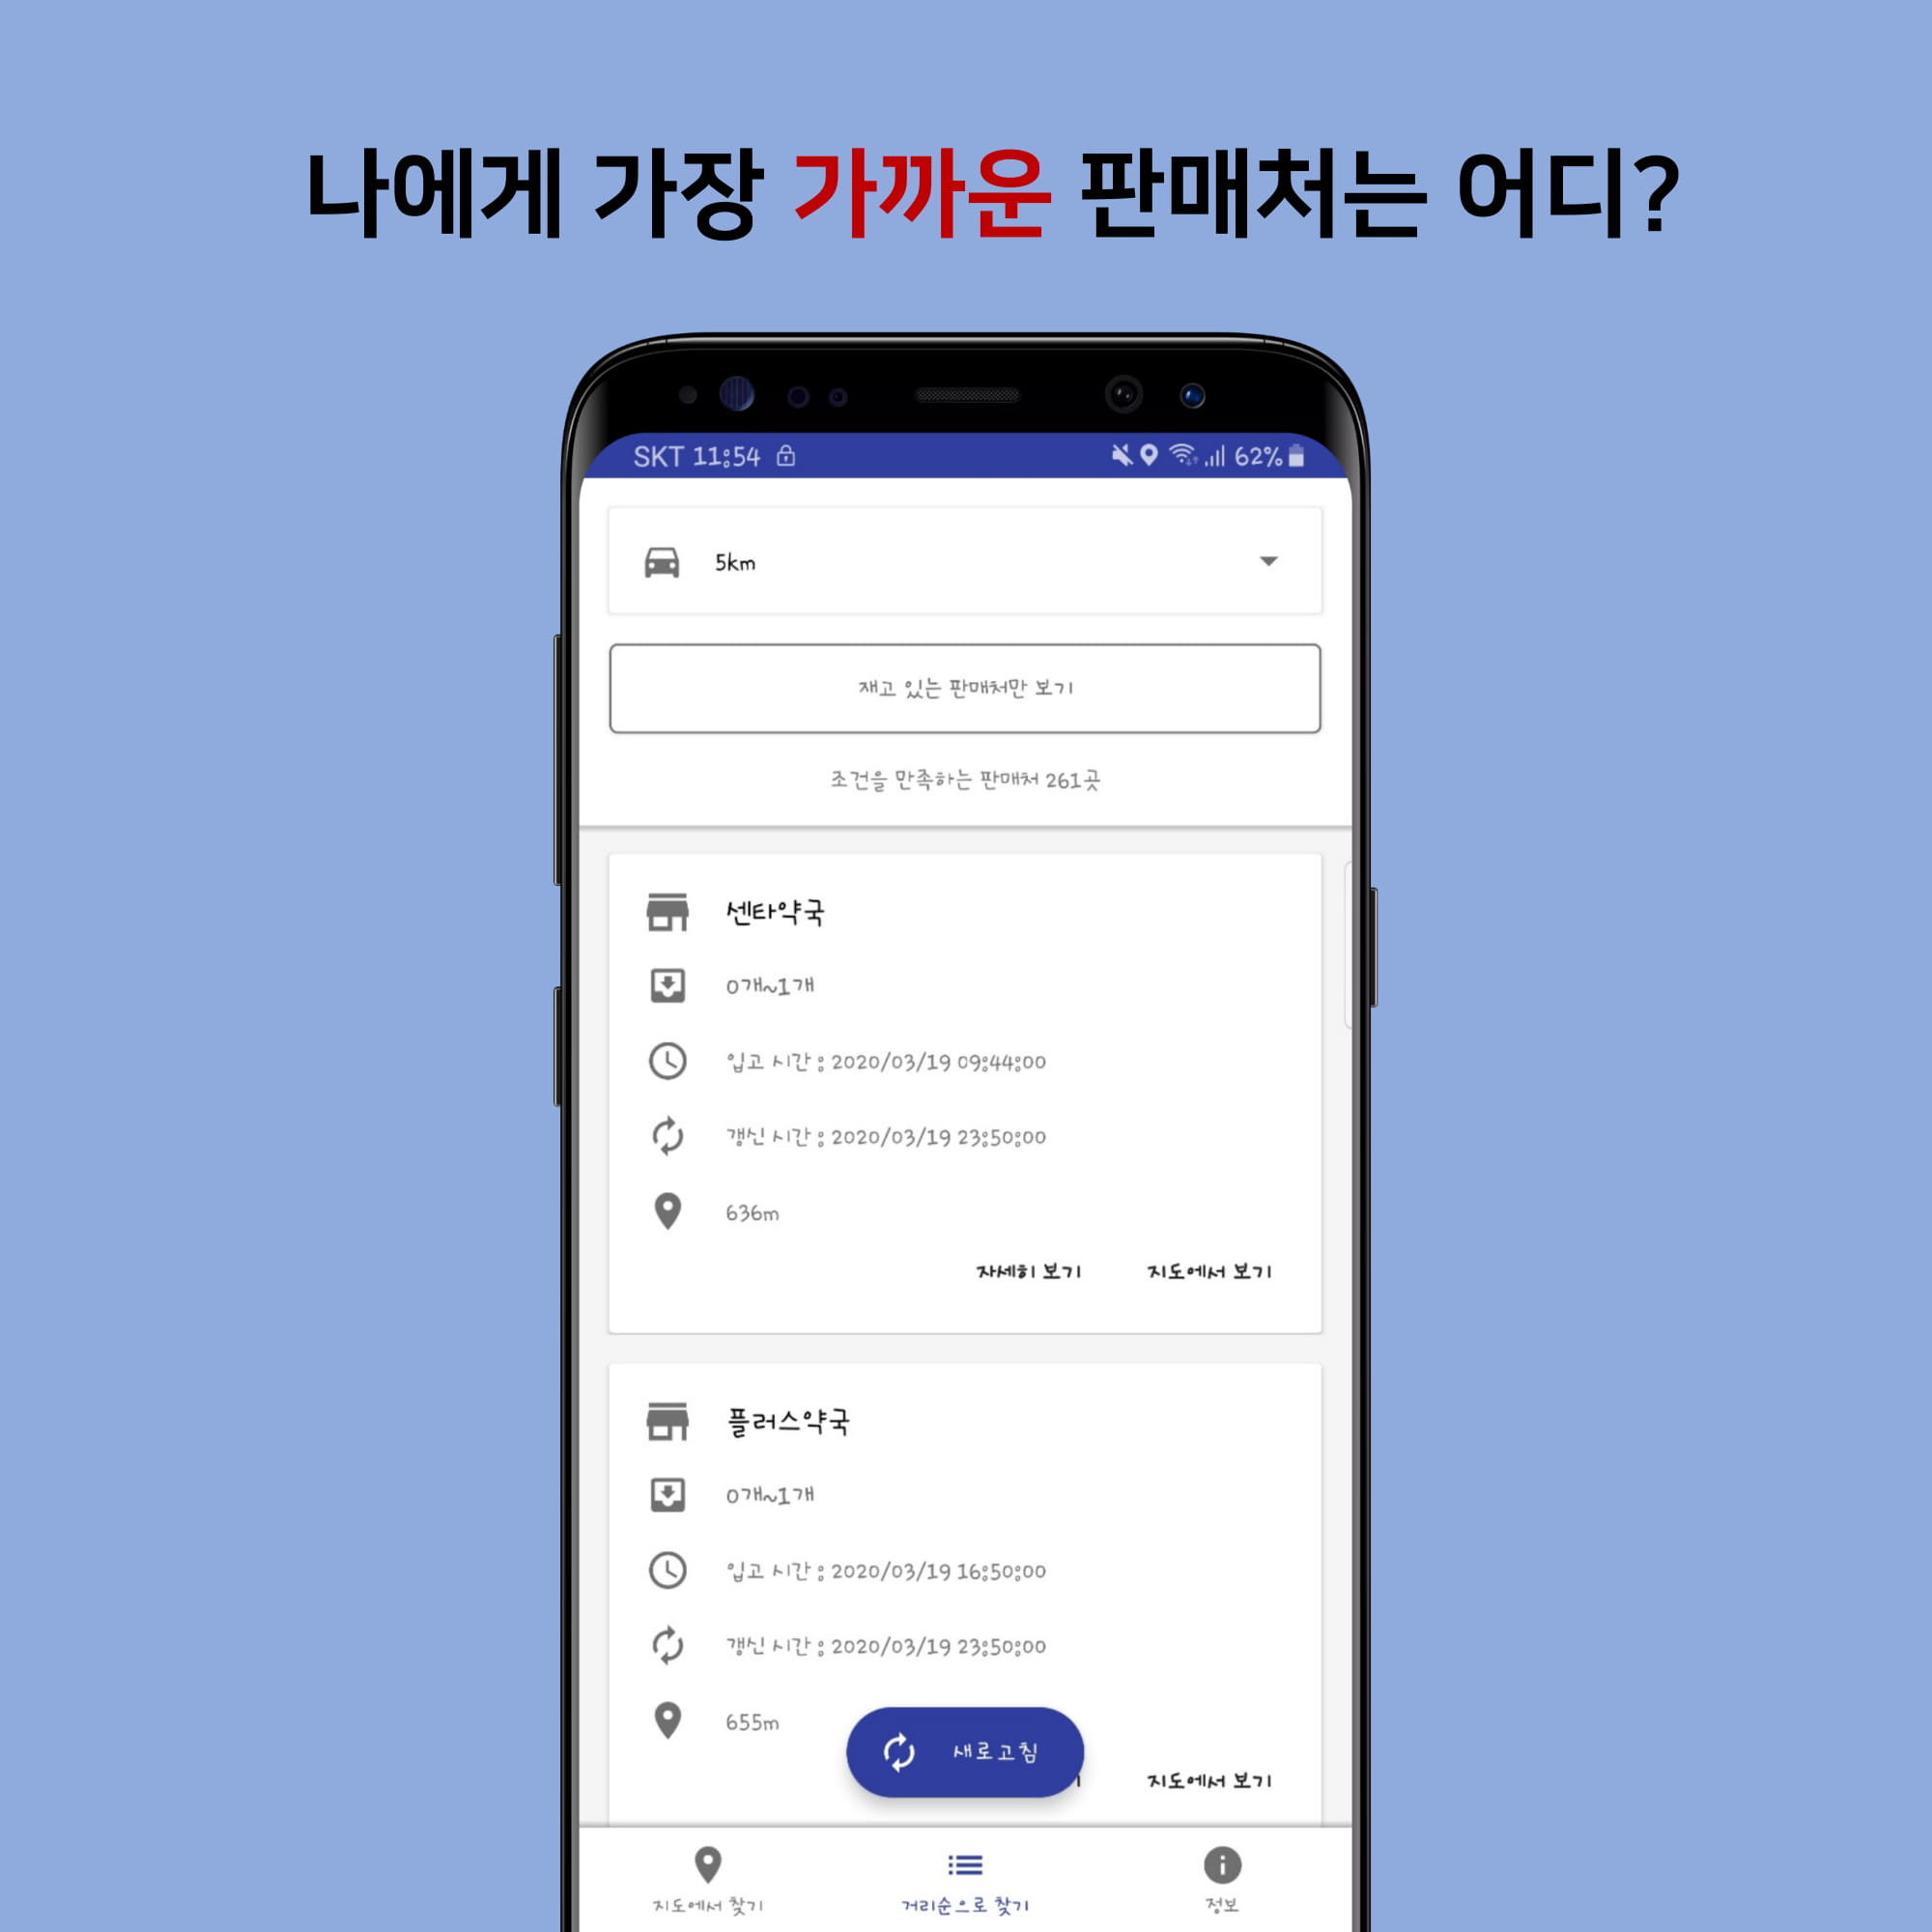 나에게 가장 가까운 판매처는 어디?
SKT 11:54 62%
5km
재고 있는 판매처만 보기
조건을 만족하는 판매처 261곳
센타약국
0개~1개
입고 시간 : 2020/03/19 09:44:00
갱신 시간 : 2020/03/19 23:50:00
636m
자세히 보기 지도에서 보기
플러스약국
0개~1개
입고 시간 : 2020/03/19 16:50:00
갱신 시간 : 2020/03/19 23:50:00
655m
새로고침
지도에서 보기
지도에서 찾기 거리순으로 찾기 정보